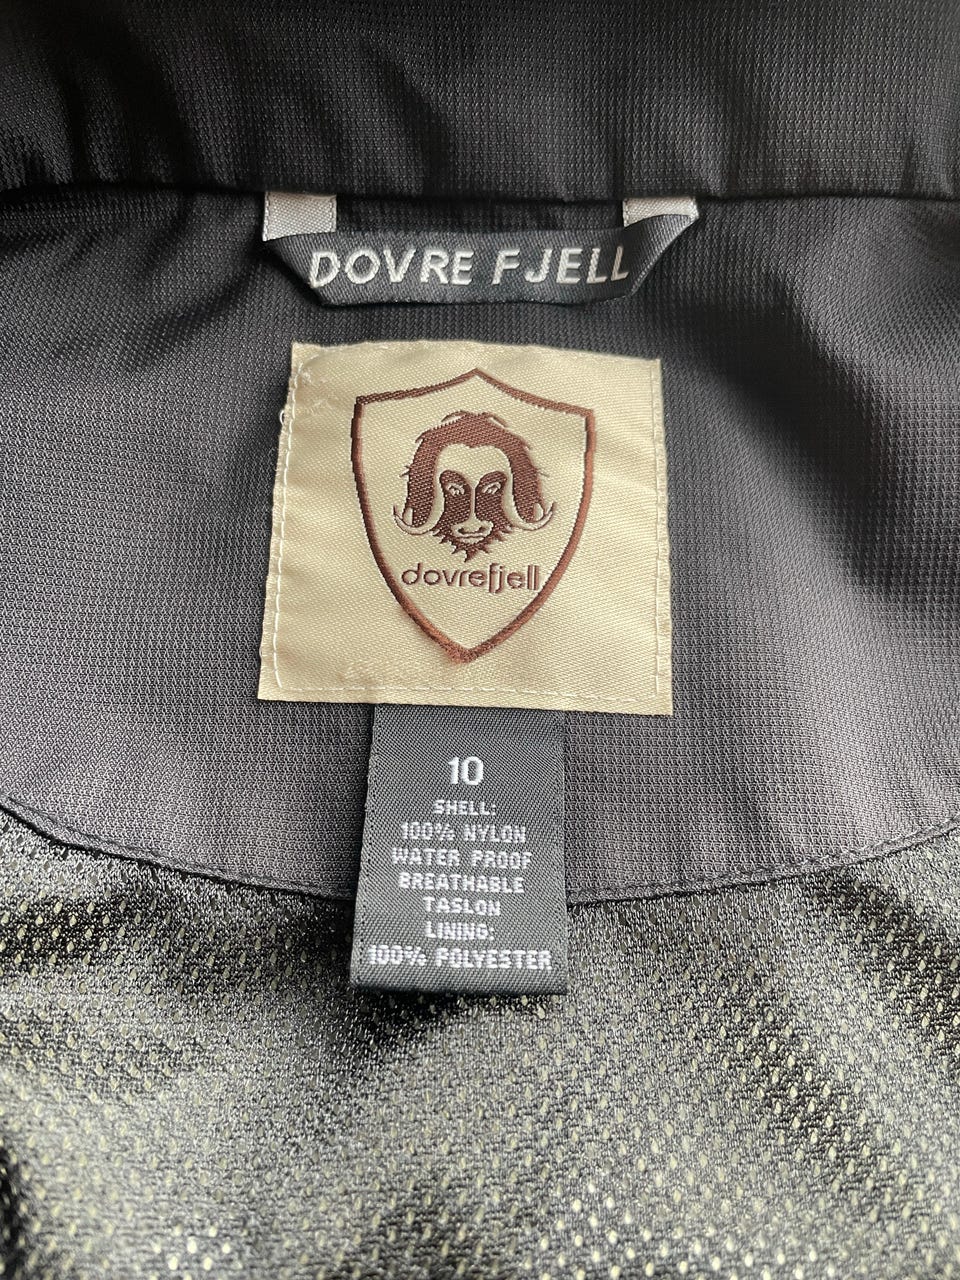 DOVRE FJELL
dovrefjell
10
SHELL:
100% NYLON
WATER PROOF
BREATHABLE
TASLON
LINING:
100% POLYESTER